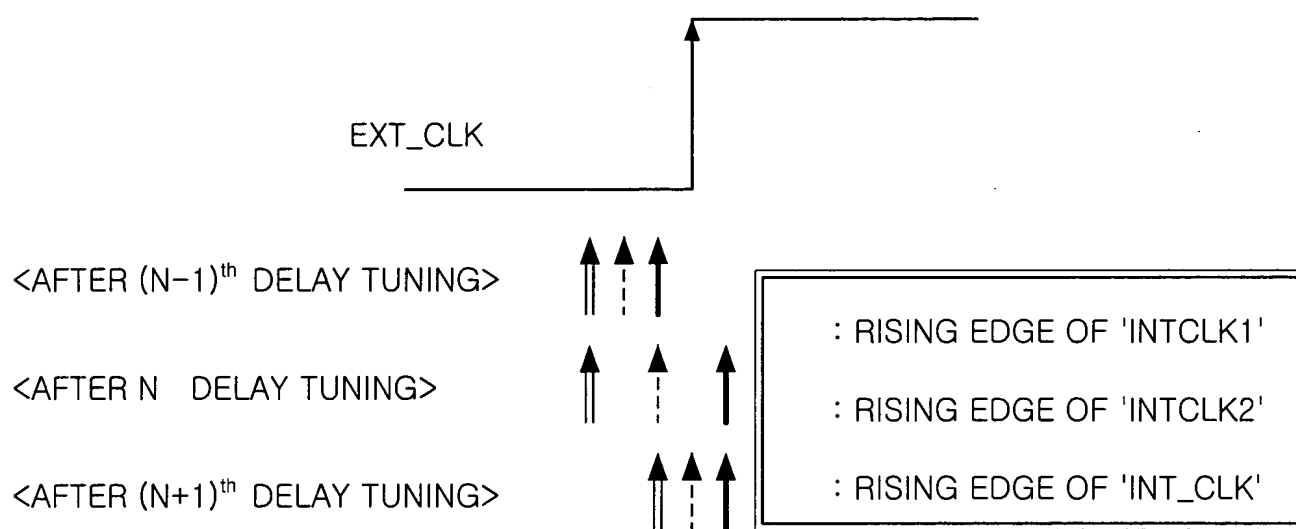 EXT_CLK
<AFTER (N-1)th DELAY TUNING>
<AFTER N DELAY TUNING>
<AFTER (N+1)th DELAY TUNING>
: RISING EDGE OF 'INTCLK1'
: RISING EDGE OF 'INTCLK2'
: RISING EDGE OF 'INT_CLK'